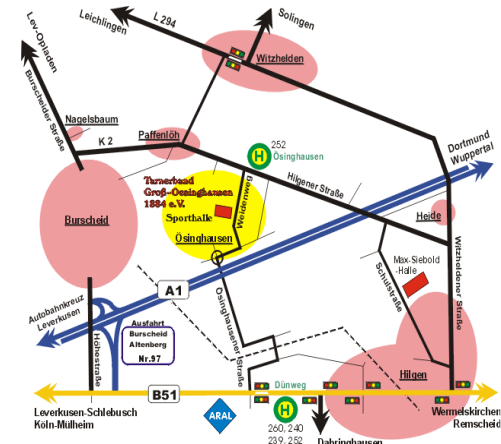 L 294
Leichlingen
Solingen
Lev-Opladen
Burscheider Straße
Witzhelden
Nagelsbaum
Paffenlöh
K 2
H
252
Ösinghausen
Dortmund
Wuppertal
Hilgener Straße
Turnerbund
Groß-Oesinghausen
1884 e.V.
Sporthalle
Weidenweg
Ösinghausen
Burscheid
Heide
Max-Siebold
-Halle
Schulstraße
Witzheldener Straße
A1
Autobahnkreuz
Leverkusen
Ausfahrt
Burscheid
Altenberg
Nr.97
Höhestraße
Ösinghausener Straße
Hilgen
Dünweg
B51
Leverkusen-Schlebusch
Köln-Mülheim
ARAL
H
260, 240
239, 252
Dabringhausen
Wermelskirchen
Remscheid